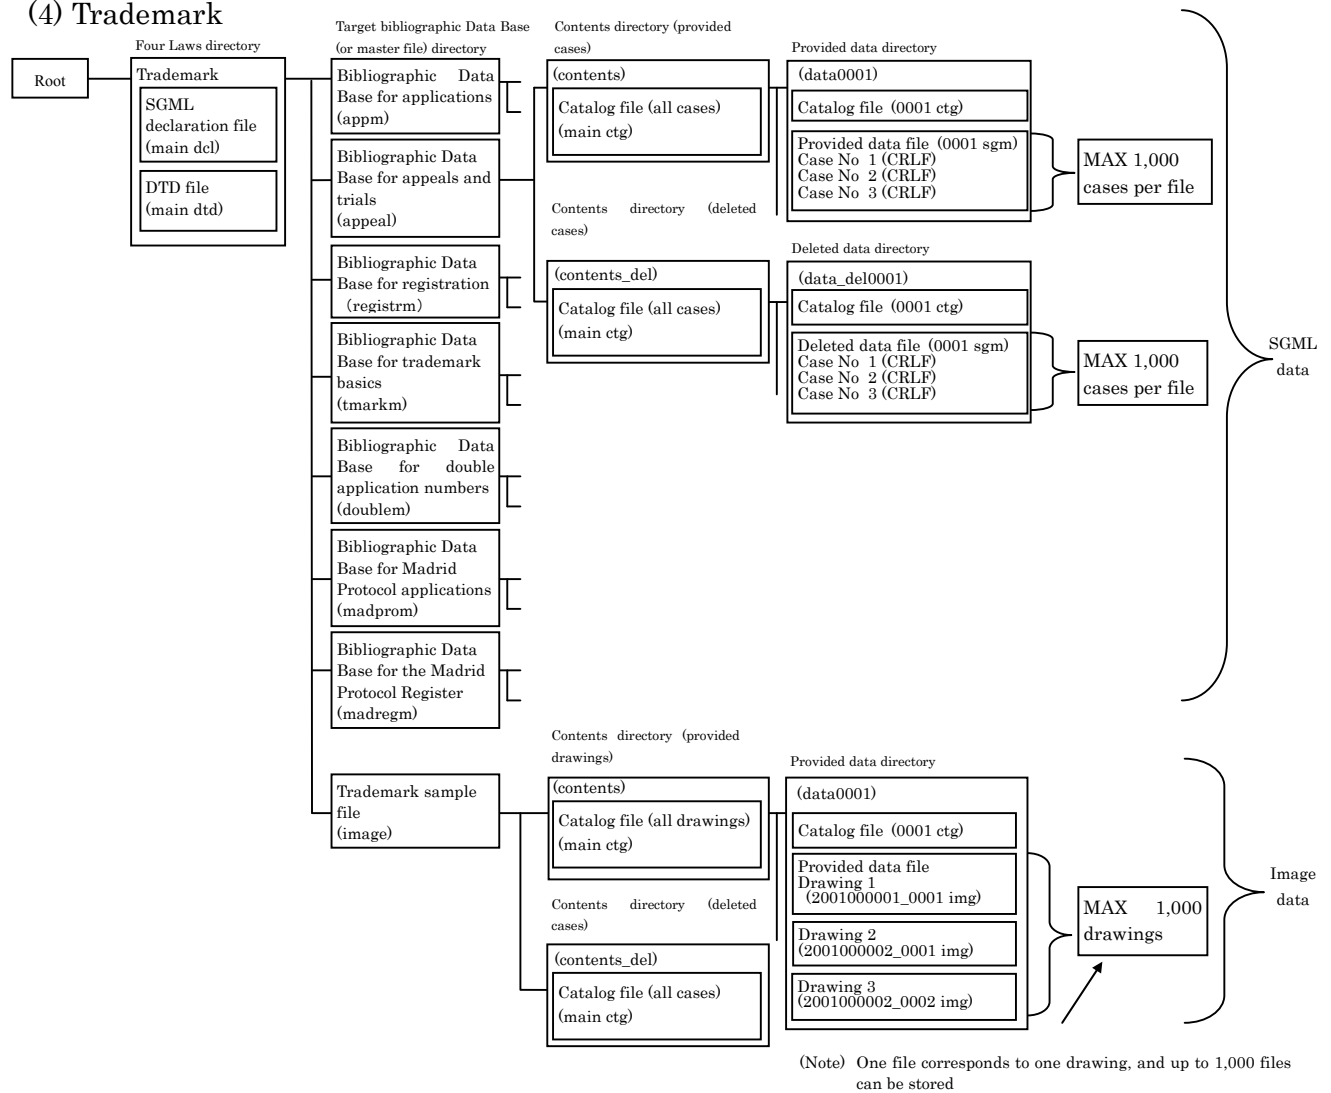 (4) Trademark
Four Laws directory
Root
Trademark
SGML
declaration file
(main dcl)
DTD file
(main dtd)
Target bibliographic Data Base
(or master file) directory
Bibliographic Data
Base for applications
(appm)
Bibliographic Data
Base for appeals and
trials
(appeal)
Bibliographic Data
Base for registration
(registrm)
Bibliographic Data
Base for trademark
basics
(tmarkm)
Bibliographic Data
Base for double
application numbers
(doublem)
Bibliographic Data
Base for Madrid
Protocol applications
(madprom)
Bibliographic Data
Base for the Madrid
Protocol Register
(madregm)
Trademark sample
file
(image)
Contents directory (provided
cases)
(contents)
Catalog file (all cases)
(main ctg)
Contents directory (deleted
cases)
(contents_del)
Catalog file (all cases)
(main ctg)
Provided data directory
(data0001)
Catalog file (0001 ctg)
Provided data file (0001 sgm)
Case No 1 (CRLF)
Case No 2 (CRLF)
Case No 3 (CRLF)
MAX 1,000
cases per file
Deleted data directory
(data_del0001)
Catalog file (0001 ctg)
Deleted data file (0001 sgm)
Case No 1 (CRLF)
Case No 2 (CRLF)
Case No 3 (CRLF)
MAX 1,000
cases per file
SGML
data
Contents directory (provided
drawings)
(contents)
Catalog file (all drawings)
(main ctg)
Contents directory (deleted
cases)
(contents_del)
Catalog file (all cases)
(main ctg)
Provided data directory
(data0001)
Catalog file (0001 ctg)
Provided data file
Drawing 1
(2001000001_0001 img)
Drawing 2
(2001000002_0001 img)
Drawing 3
(2001000002_0002 img)
MAX 1,000
drawings
Image
data
(Note) One file corresponds to one drawing, and up to 1,000 files
can be stored